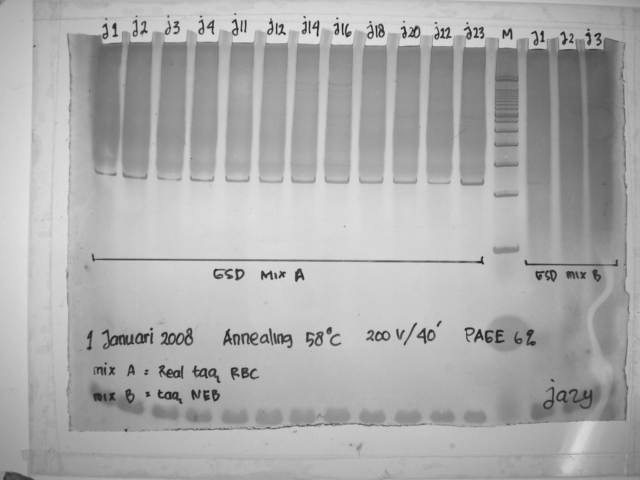 j1 j2 j3 j4 j11 j12 j14 j16 j18 j20 j22 j23 M j1 j2 j3
ESD MIX A ESD MIX B
1 Januari 2008 Annealing 58°C 200 V/40' PAGE 6%
mix A = Real taq RBC
mix B = taq NEB
jazy